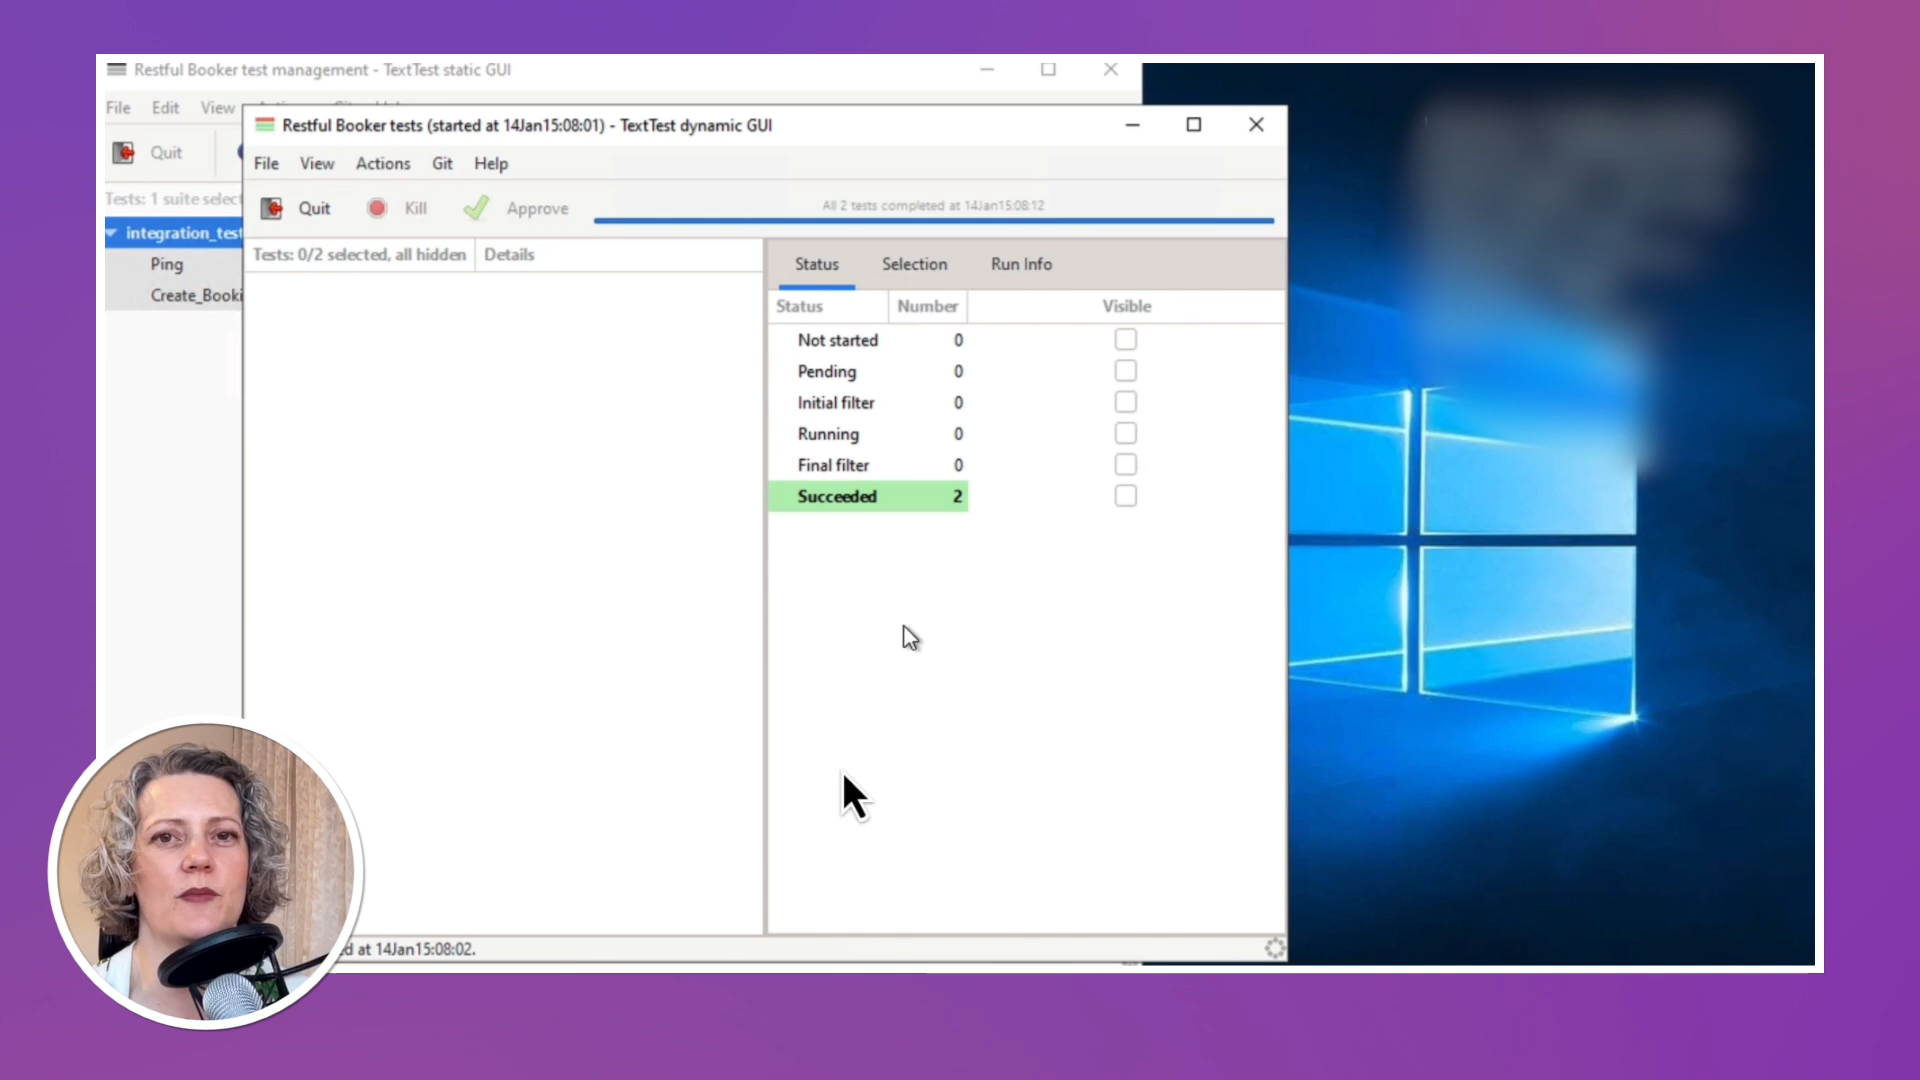 Restful Booker test management - TextTest static GUI
File Edit View
Restful Booker tests (started at 14Jan15:08:01) - TextTest dynamic GUI
File View Actions Git Help
Quit
Quit Kill Approve
All 2 tests completed at 14Jan15:08:12
Tests: 1 suite select
Tests: 0/2 selected, all hidden Details
integration_test
Ping
Create_Booki
Status Selection Run Info
Status Number Visible
Not started 0
Pending 0
Initial filter 0
Running 0
Final filter 0
Succeeded 2
d at 14Jan15:08:02.